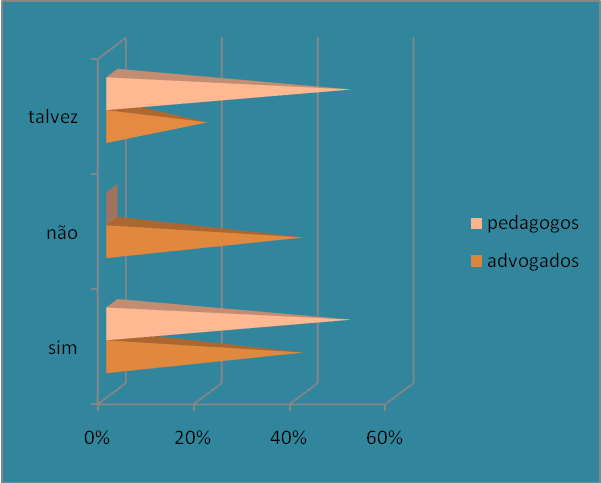 talvez
não
sim
0% 20% 40% 60%
pedagogos
advogados